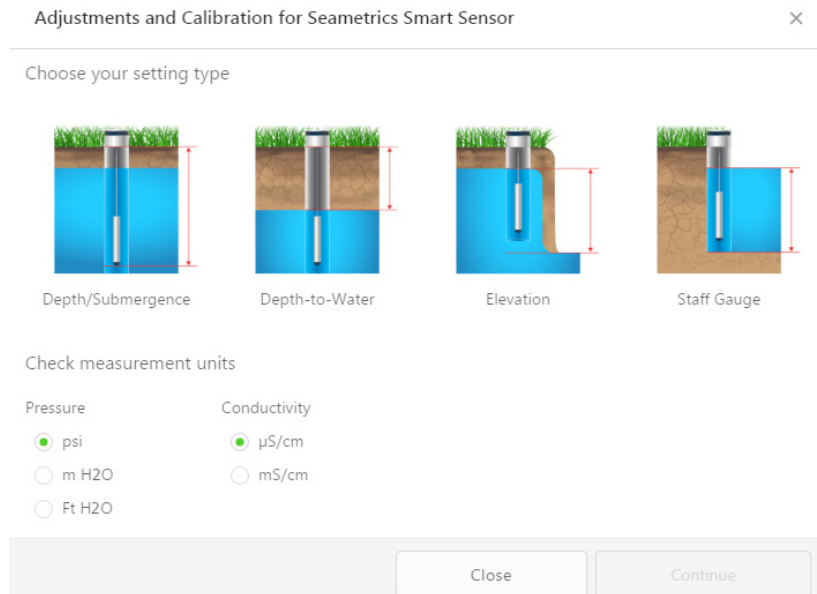 Adjustments and Calibration for Seametrics Smart Sensor
Choose your setting type
Depth/Submergence
Depth-to-Water
Elevation
Staff Gauge
Check measurement units
Pressure
Conductivity
psi
µS/cm
m H2O
mS/cm
Ft H2O
Close
Continue